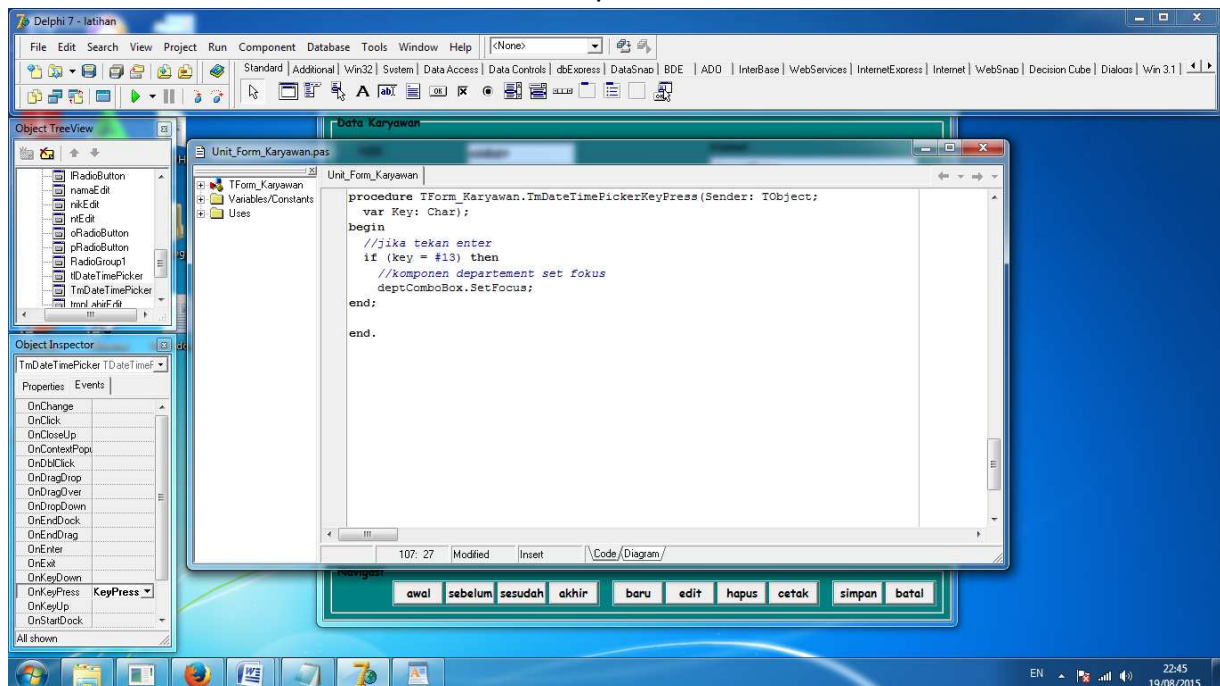 Delphi 7 - latihan
File Edit Search View Project Run Component Database Tools Window Help <None>
Standard Additional Win32 System Data Access Data Controls dbExpress DataSnap BDE ADO InterBase WebServices InternetExpress Internet WebSnap Decision Cube Dialogs Win 3.1
Object TreeView
RadioButton
namaEdit
nikEdit
ntEdit
oRadioButton
pRadioButton
RadioGroup1
tlDateTimePicker
TmDateTimePicker
tmpLahirEdit
Data Karyawan
Unit_Form_Karyawan.pas
TForm_Karyawan
Variables/Constants
Uses
Unit_Form_Karyawan
procedure TForm_Karyawan.TmDateTimePickerKeyPress(Sender: TObject;
var Key: Char);
begin
//jika tekan enter
if (key = #13) then
//komponen departement set fokus
deptComboBox.SetFocus;
end;
end.
107: 27 Modified Insert Code Diagram
Object Inspector
TmDateTimePicker TDateTimeF
Properties Events
OnChange
OnClick
OnCloseUp
OnContextPopu
OnDblClick
OnDragDrop
OnDragOver
OnDropDown
OnEndDock
OnEndDrag
OnEnter
OnExit
OnKeyDown
OnKeyPress KeyPress
OnKeyUp
OnStartDock
All shown
Navigasi
awal sebelum sesudah akhir baru edit hapus cetak simpan batal
EN 22:45
19/08/2015